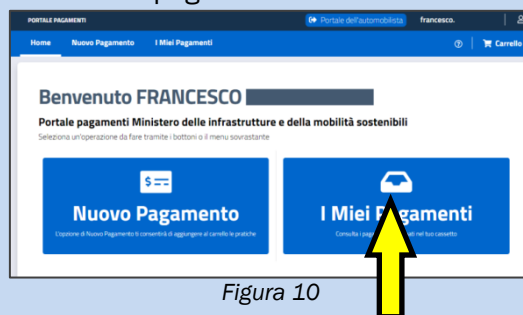 PORTALE PAGAMENTI Portale dell'automobilista francesco.
Home Nuovo Pagamento I Miei Pagamenti Carrello
Benvenuto FRANCESCO
Portale pagamenti Ministero delle infrastrutture e della mobilità sostenibili
Seleziona un'operazione da fare tramite i bottoni o il menu sovrastante
Nuovo Pagamento
L'opzione di Nuovo Pagamento ti consentirà di aggiungere al carrello le pratiche
I Miei Pagamenti
Consulta i nel tuo cassetto
Figura 10